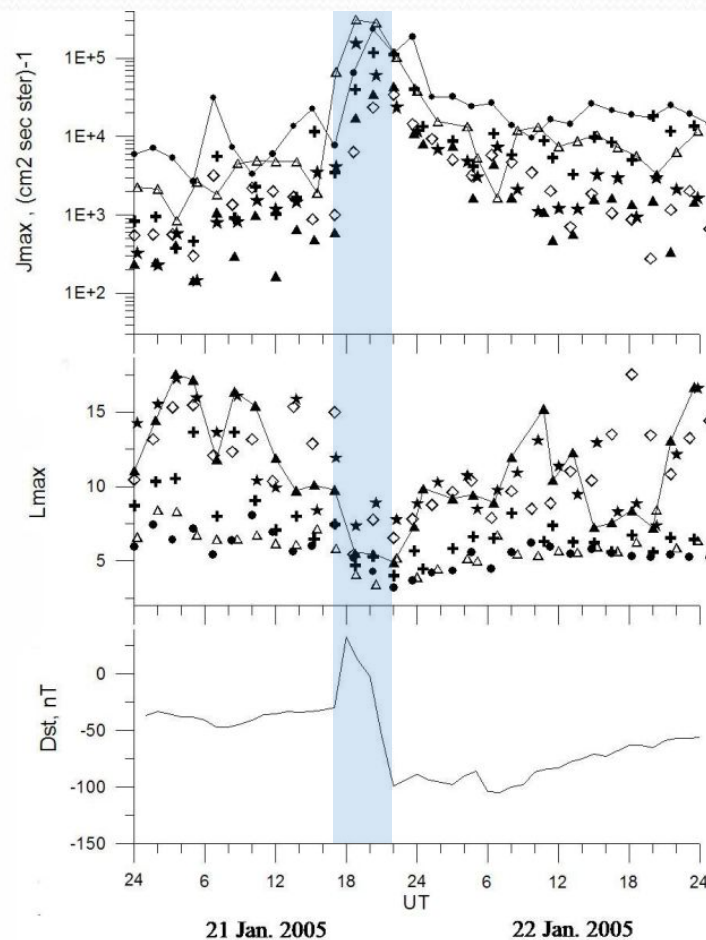 Jmax , (cm2 sec ster)-1
1E+5
1E+4
1E+3
1E+2
Lmax
15
10
5
Dst, nT
0
-50
-100
-150
24 6 12 18 24 6 12 18 24
UT
21 Jan. 2005 22 Jan. 2005